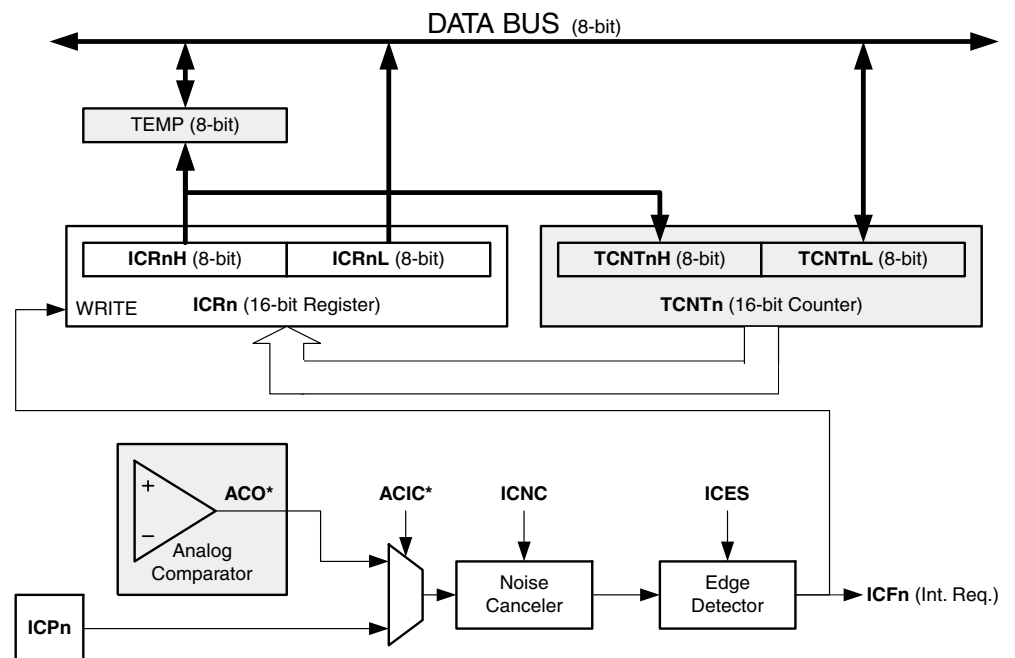 DATA BUS (8-bit)
TEMP (8-bit)
ICRnH (8-bit)
ICRnL (8-bit)
TCNTnH (8-bit)
TCNTnL (8-bit)
WRITE
ICRn (16-bit Register)
TCNTn (16-bit Counter)
+
−
ACO*
Analog
Comparator
ACIC*
ICNC
ICES
Noise
Canceler
Edge
Detector
ICFn (Int. Req.)
ICPn